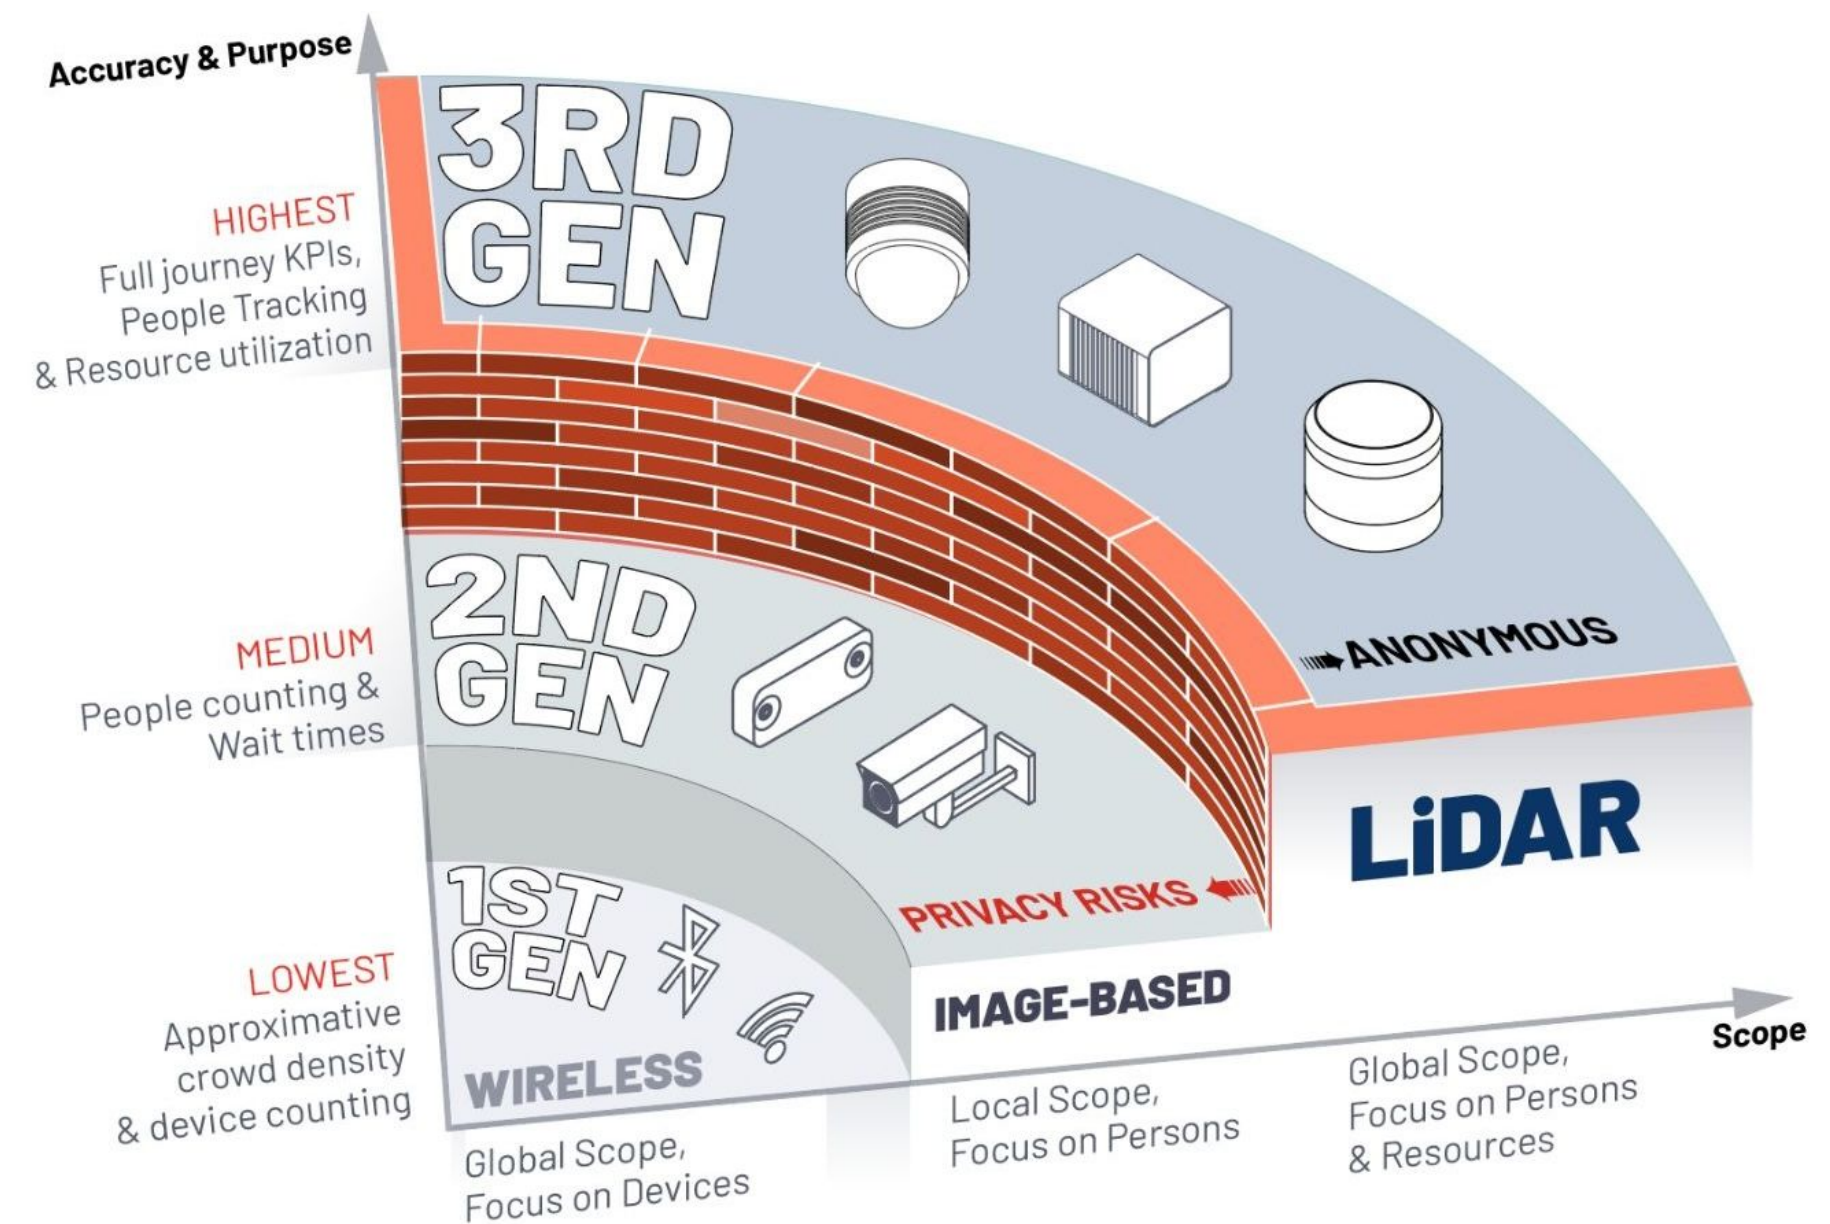 Accuracy & Purpose
3RD
GEN
HIGHEST
Full journey KPIs,
People Tracking
& Resource utilization
ANONYMOUS
LiDAR
2ND
GEN
MEDIUM
People counting &
Wait times
PRIVACY RISKS
IMAGE-BASED
1ST
GEN
LOWEST
Approximative
crowd density
& device counting
WIRELESS
Scope
Global Scope,
Focus on Devices
Local Scope,
Focus on Persons
Global Scope,
Focus on Persons
& Resources